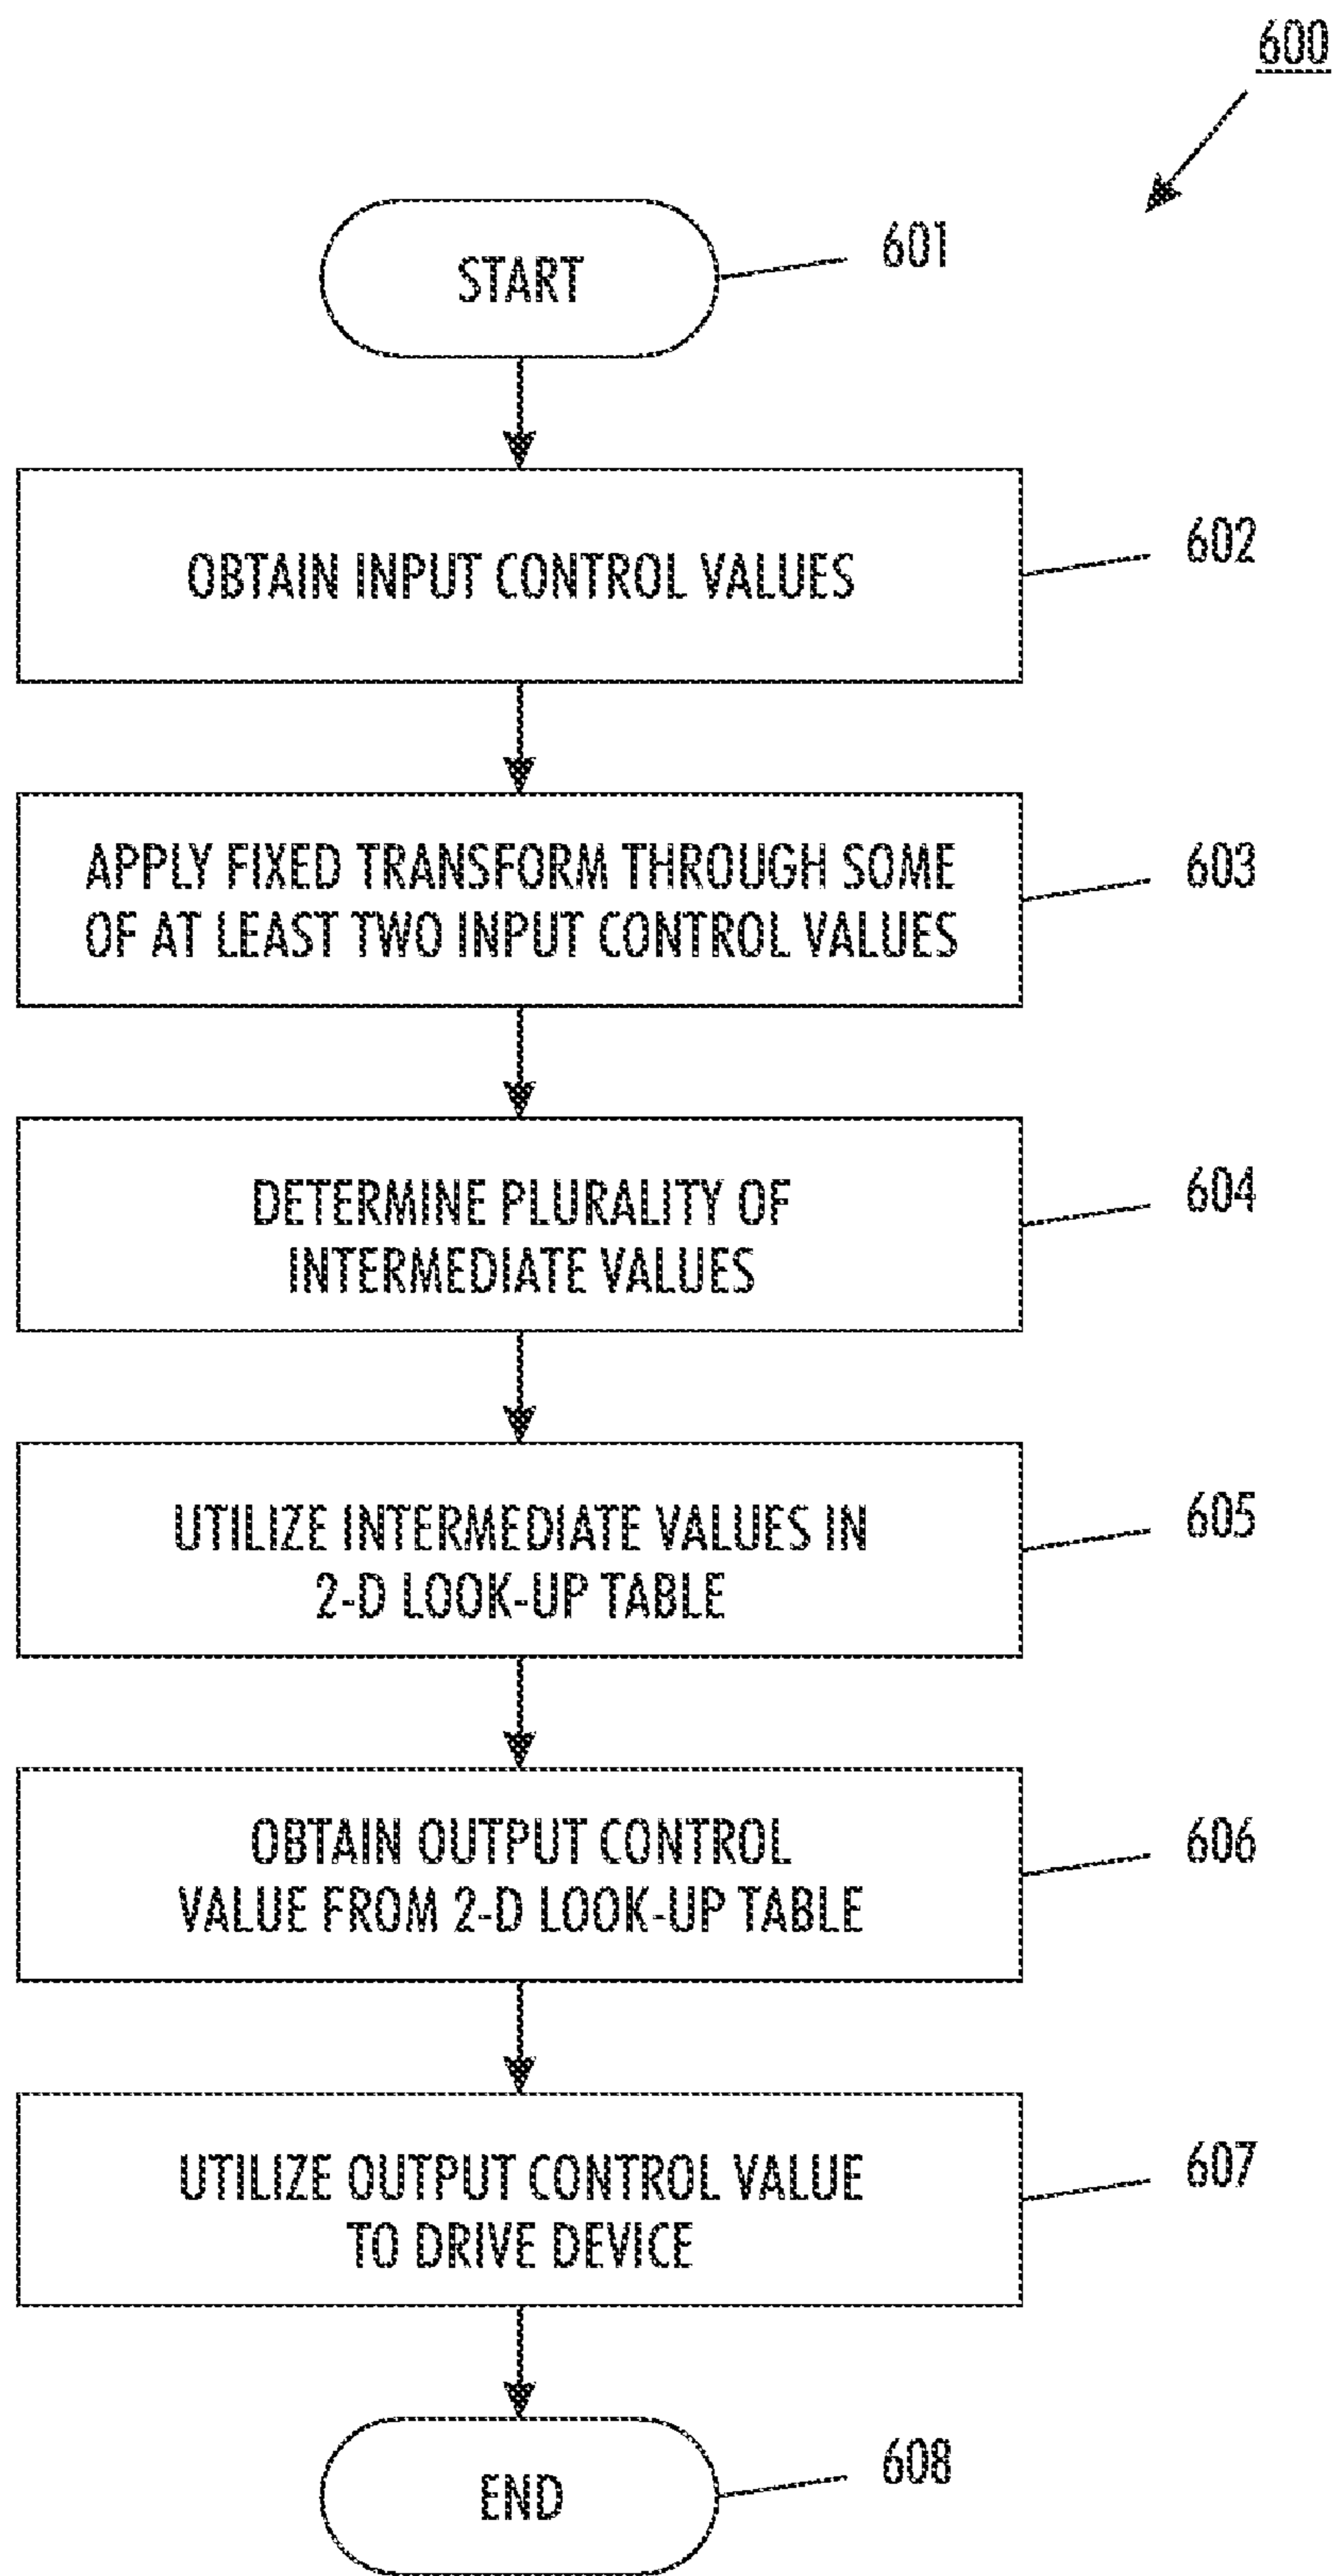 600
START
601
OBTAIN INPUT CONTROL VALUES
602
APPLY FIXED TRANSFORM THROUGH SOME
OF AT LEAST TWO INPUT CONTROL VALUES
603
DETERMINE PLURALITY OF
INTERMEDIATE VALUES
604
UTILIZE INTERMEDIATE VALUES IN
2-D LOOK-UP TABLE
605
OBTAIN OUTPUT CONTROL
VALUE FROM 2-D LOOK-UP TABLE
606
UTILIZE OUTPUT CONTROL VALUE
TO DRIVE DEVICE
607
END
608